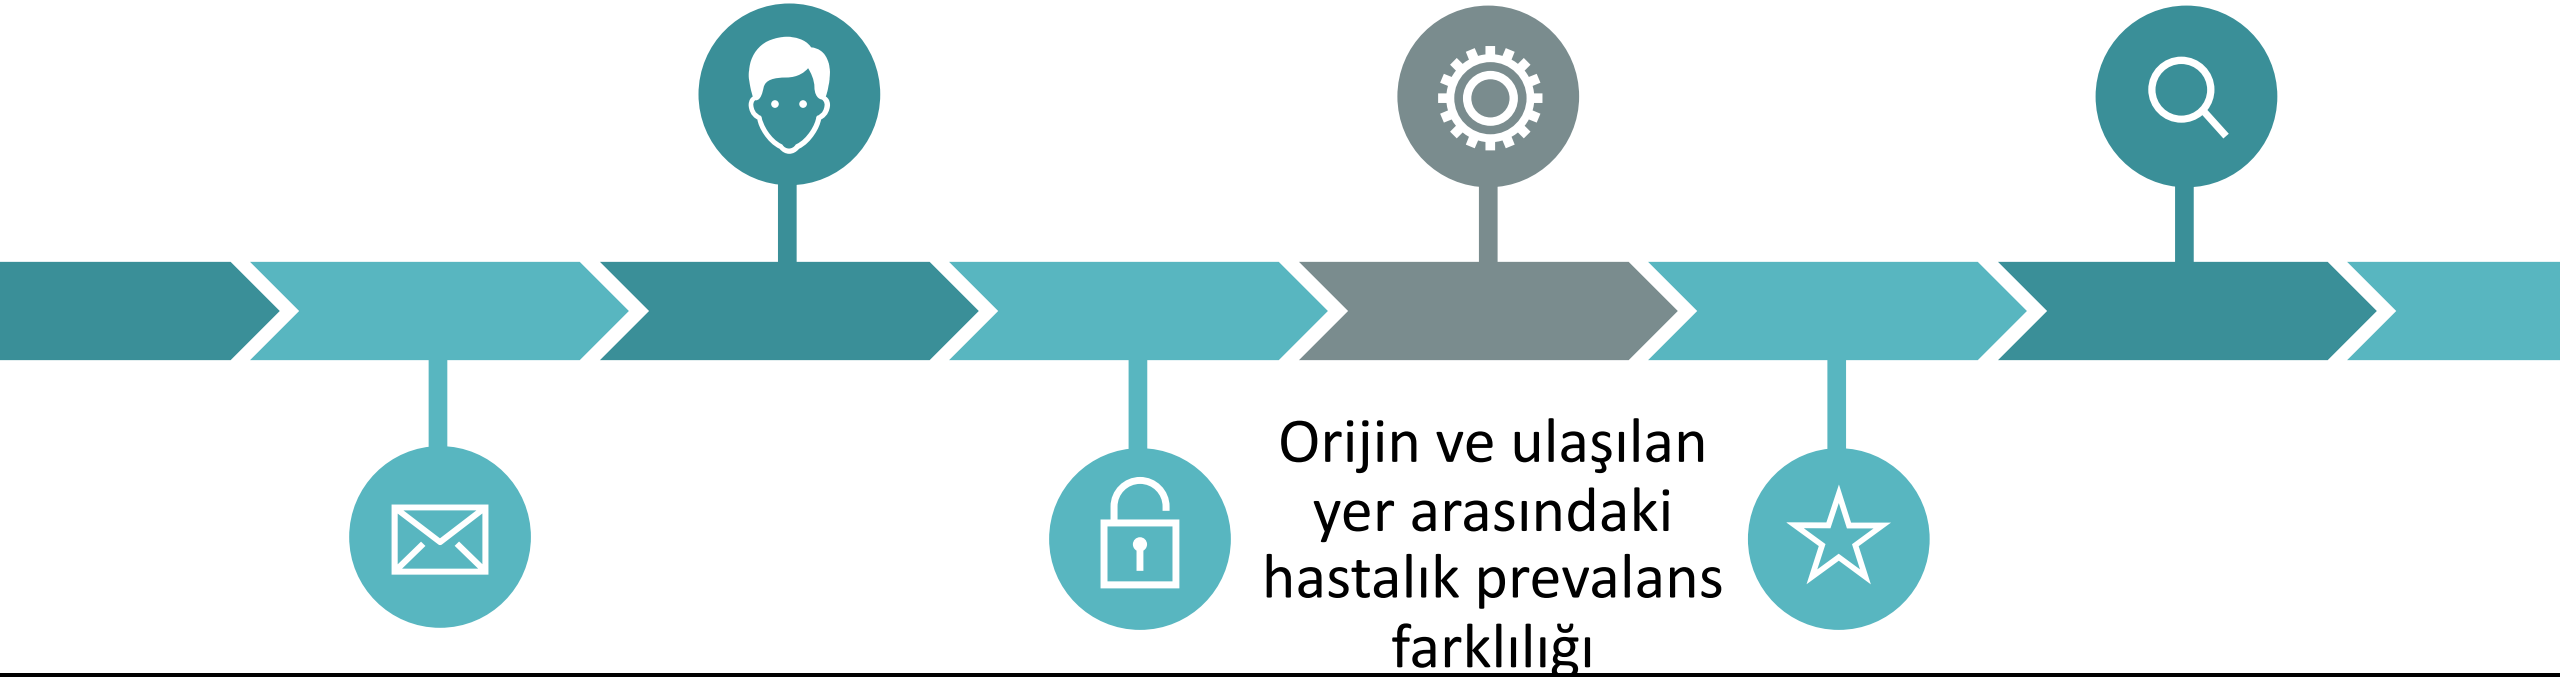 Orijin ve ulaşılan
yer arasındaki
hastalık prevalans
farklılığı